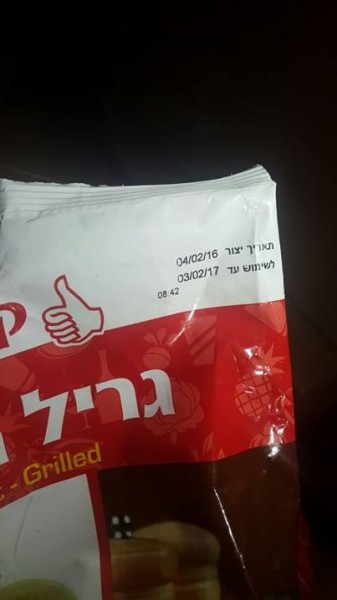 תאריך יצור 04/02/16
לשימוש עד 03/02/17
08:42
גריל
- Grilled